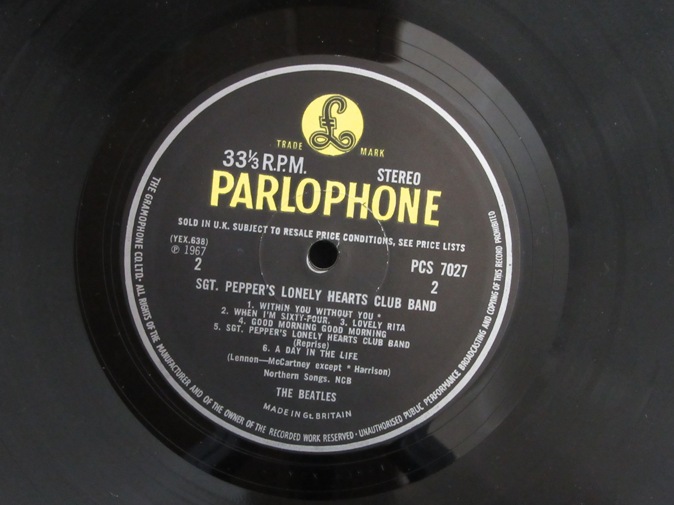 TRADE MARK
33⅓ R.P.M. STEREO
PARLOPHONE
SOLD IN U.K. SUBJECT TO RESALE PRICE CONDITIONS, SEE PRICE LISTS
(YEX.638)
℗ 1967 PCS 7027
2 2
SGT. PEPPER'S LONELY HEARTS CLUB BAND
1. WITHIN YOU WITHOUT YOU *
2. WHEN I'M SIXTY-FOUR. 3. LOVELY RITA
4. GOOD MORNING GOOD MORNING
5. SGT. PEPPER'S LONELY HEARTS CLUB BAND
(Reprise)
6. A DAY IN THE LIFE
(Lennon—McCartney except * Harrison)
Northern Songs. NCB
THE BEATLES
MADE IN GT. BRITAIN
THE GRAMOPHONE CO. LTD. ALL RIGHTS OF THE MANUFACTURER AND OF THE OWNER OF THE RECORDED WORK RESERVED · UNAUTHORISED PUBLIC PERFORMANCE BROADCASTING AND COPYING OF THIS RECORD PROHIBITED